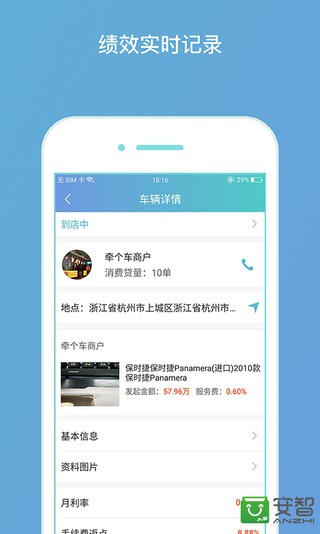 绩效实时记录
无 SIM 卡
18:16
29%
车辆详情
到店中
牵个车商户
消费贷量：10单
地点：浙江省杭州市上城区浙江省杭州市...
牵个车商户
保时捷保时捷Panamera(进口)2010款
保时捷Panamera
发起金额：57.96万 服务费：0.60%
基本信息
资料图片
月利率
手续费返点
8.88%
安智
ANZHI